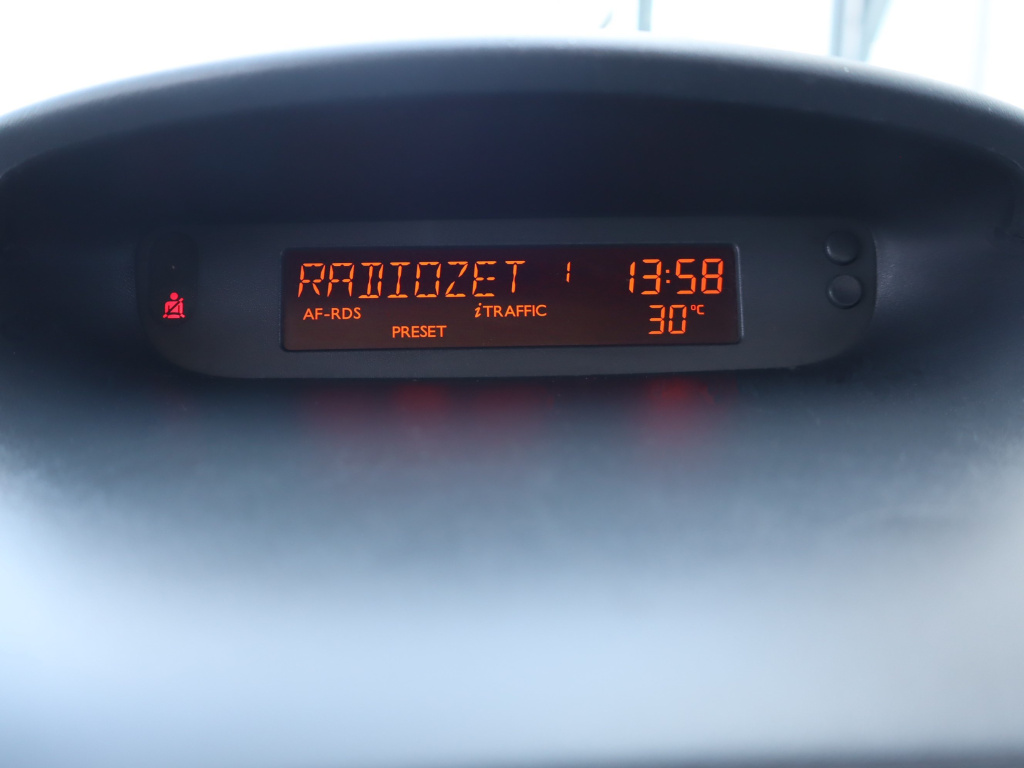 RADIOZET 1 13:58
AF-RDS iTRAFFIC 30°C
PRESET